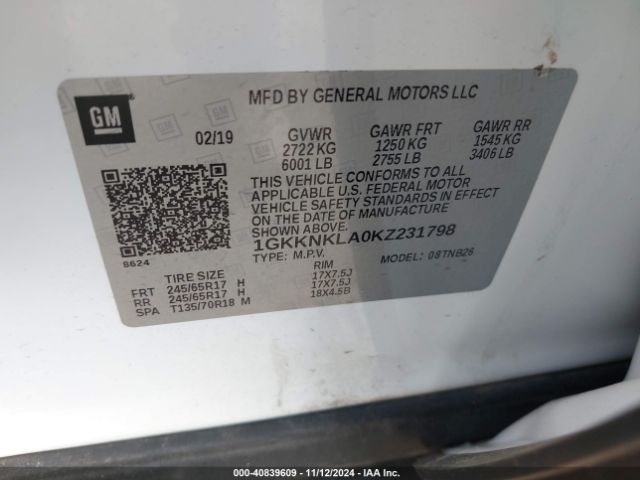 GM
MFD BY GENERAL MOTORS LLC
02/19 GVWR GAWR FRT GAWR RR
2722 KG 1250 KG 1545 KG
6001 LB 2755 LB 3406 LB
THIS VEHICLE CONFORMS TO ALL
APPLICABLE U.S. FEDERAL MOTOR
VEHICLE SAFETY STANDARDS IN EFFECT
ON THE DATE OF MANUFACTURE
SHOWN ABOVE.
1GKKNKLA0KZ231798
8624
TYPE: M.P.V. MODEL: 08TNB26
TIRE SIZE RIM
FRT 245/65R17 H 17X7.5J
RR 245/65R17 H 17X7.5J
SPA T135/70R18 M 18X4.5B
000-40839609 - 11/12/2024 - IAA Inc.